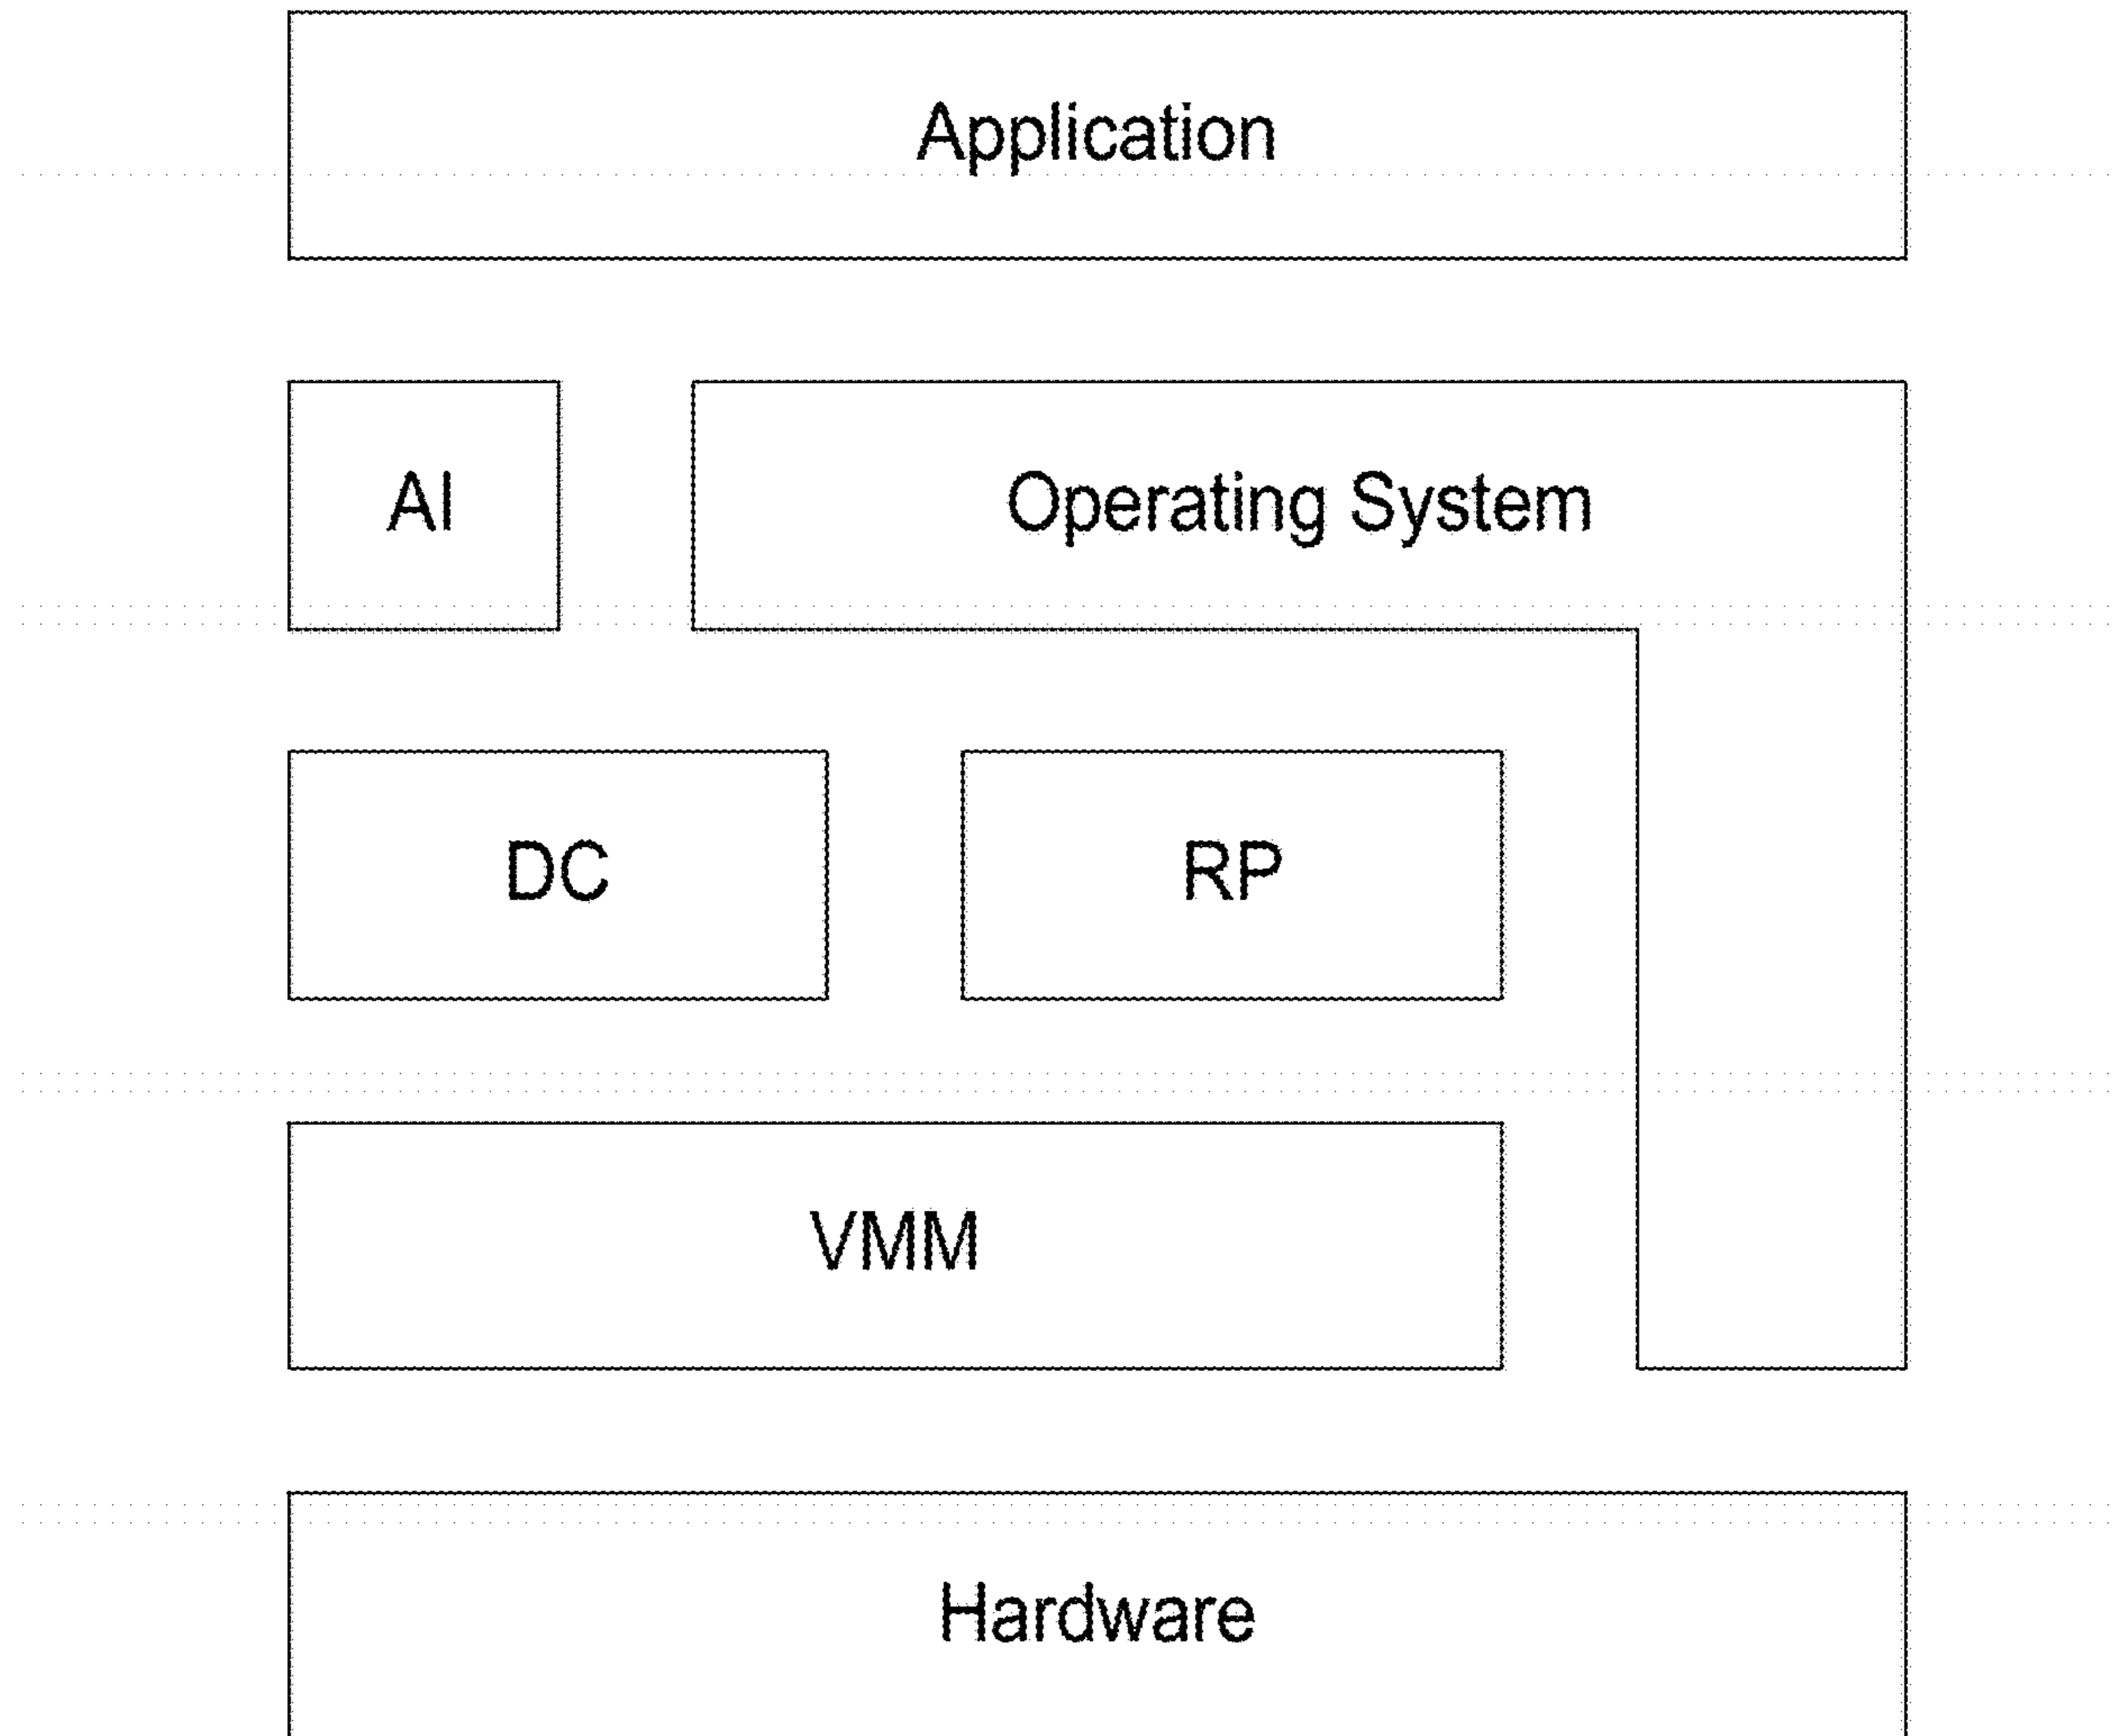 Application
AI
Operating System
DC
RP
VMM
Hardware